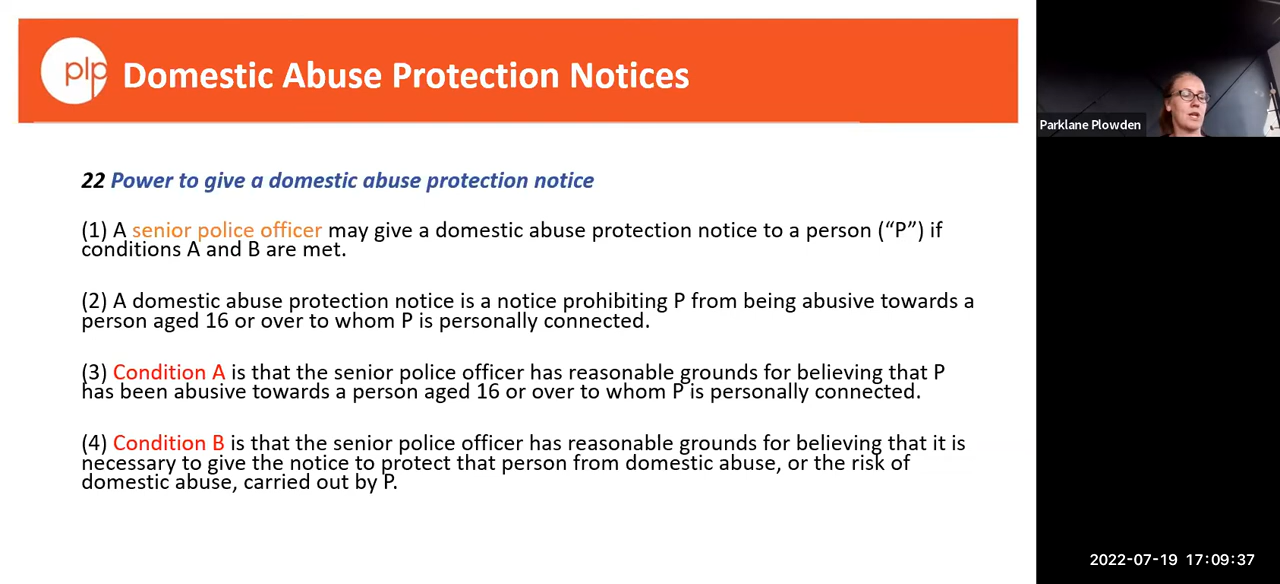 plp
Domestic Abuse Protection Notices
Parklane Plowden
22 Power to give a domestic abuse protection notice
(1) A senior police officer may give a domestic abuse protection notice to a person (“P”) if
conditions A and B are met.
(2) A domestic abuse protection notice is a notice prohibiting P from being abusive towards a
person aged 16 or over to whom P is personally connected.
(3) Condition A is that the senior police officer has reasonable grounds for believing that P
has been abusive towards a person aged 16 or over to whom P is personally connected.
(4) Condition B is that the senior police officer has reasonable grounds for believing that it is
necessary to give the notice to protect that person from domestic abuse, or the risk of
domestic abuse, carried out by P.
2022-07-19 17:09:37